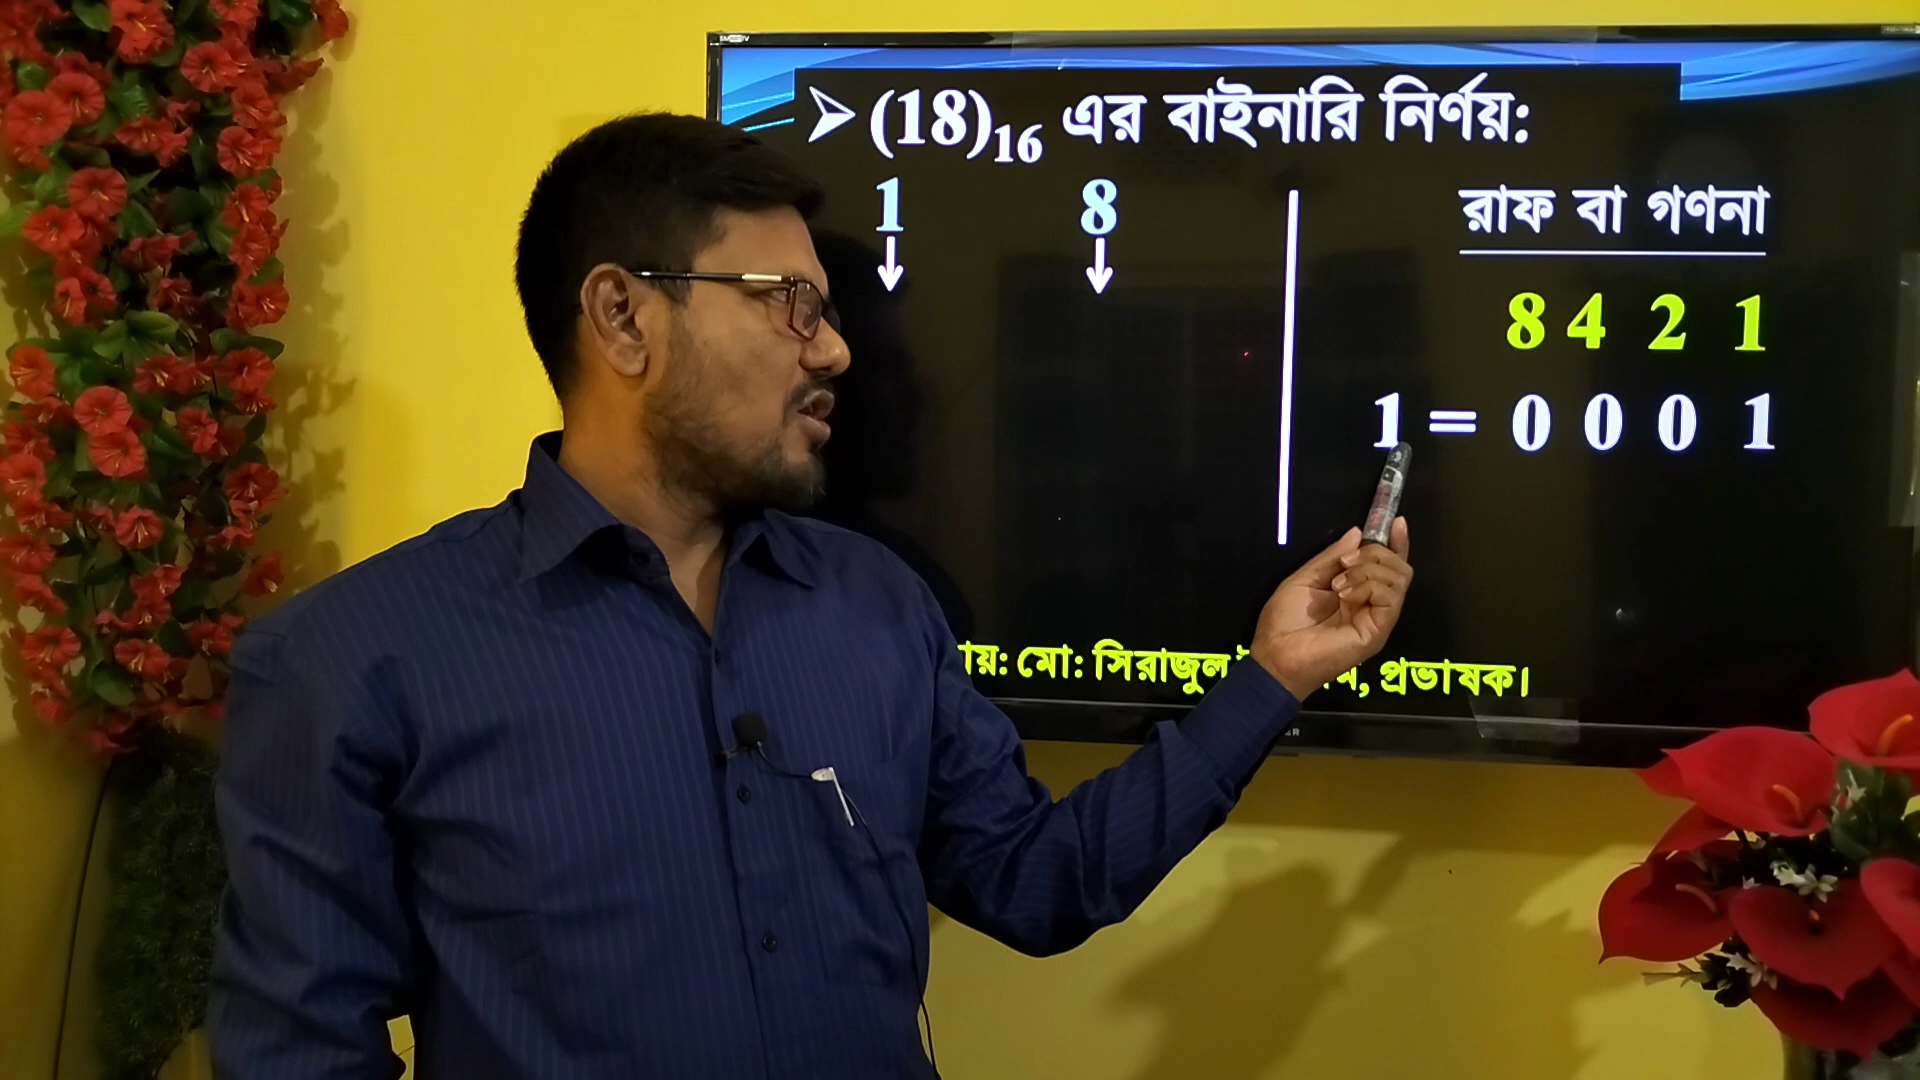 ➢ (18)₁₆ এর বাইনারি নির্ণয়:
1 8
রাফ বা গণনা
8 4 2 1
1 = 0 0 0 1
মো: সিরাজুল প্রভাষক।